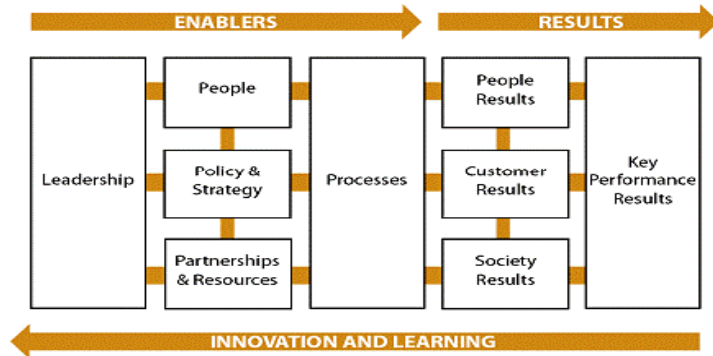 ENABLERS
RESULTS
Leadership
People
Policy &
Strategy
Partnerships
& Resources
Processes
People
Results
Customer
Results
Society
Results
Key
Performance
Results
INNOVATION AND LEARNING